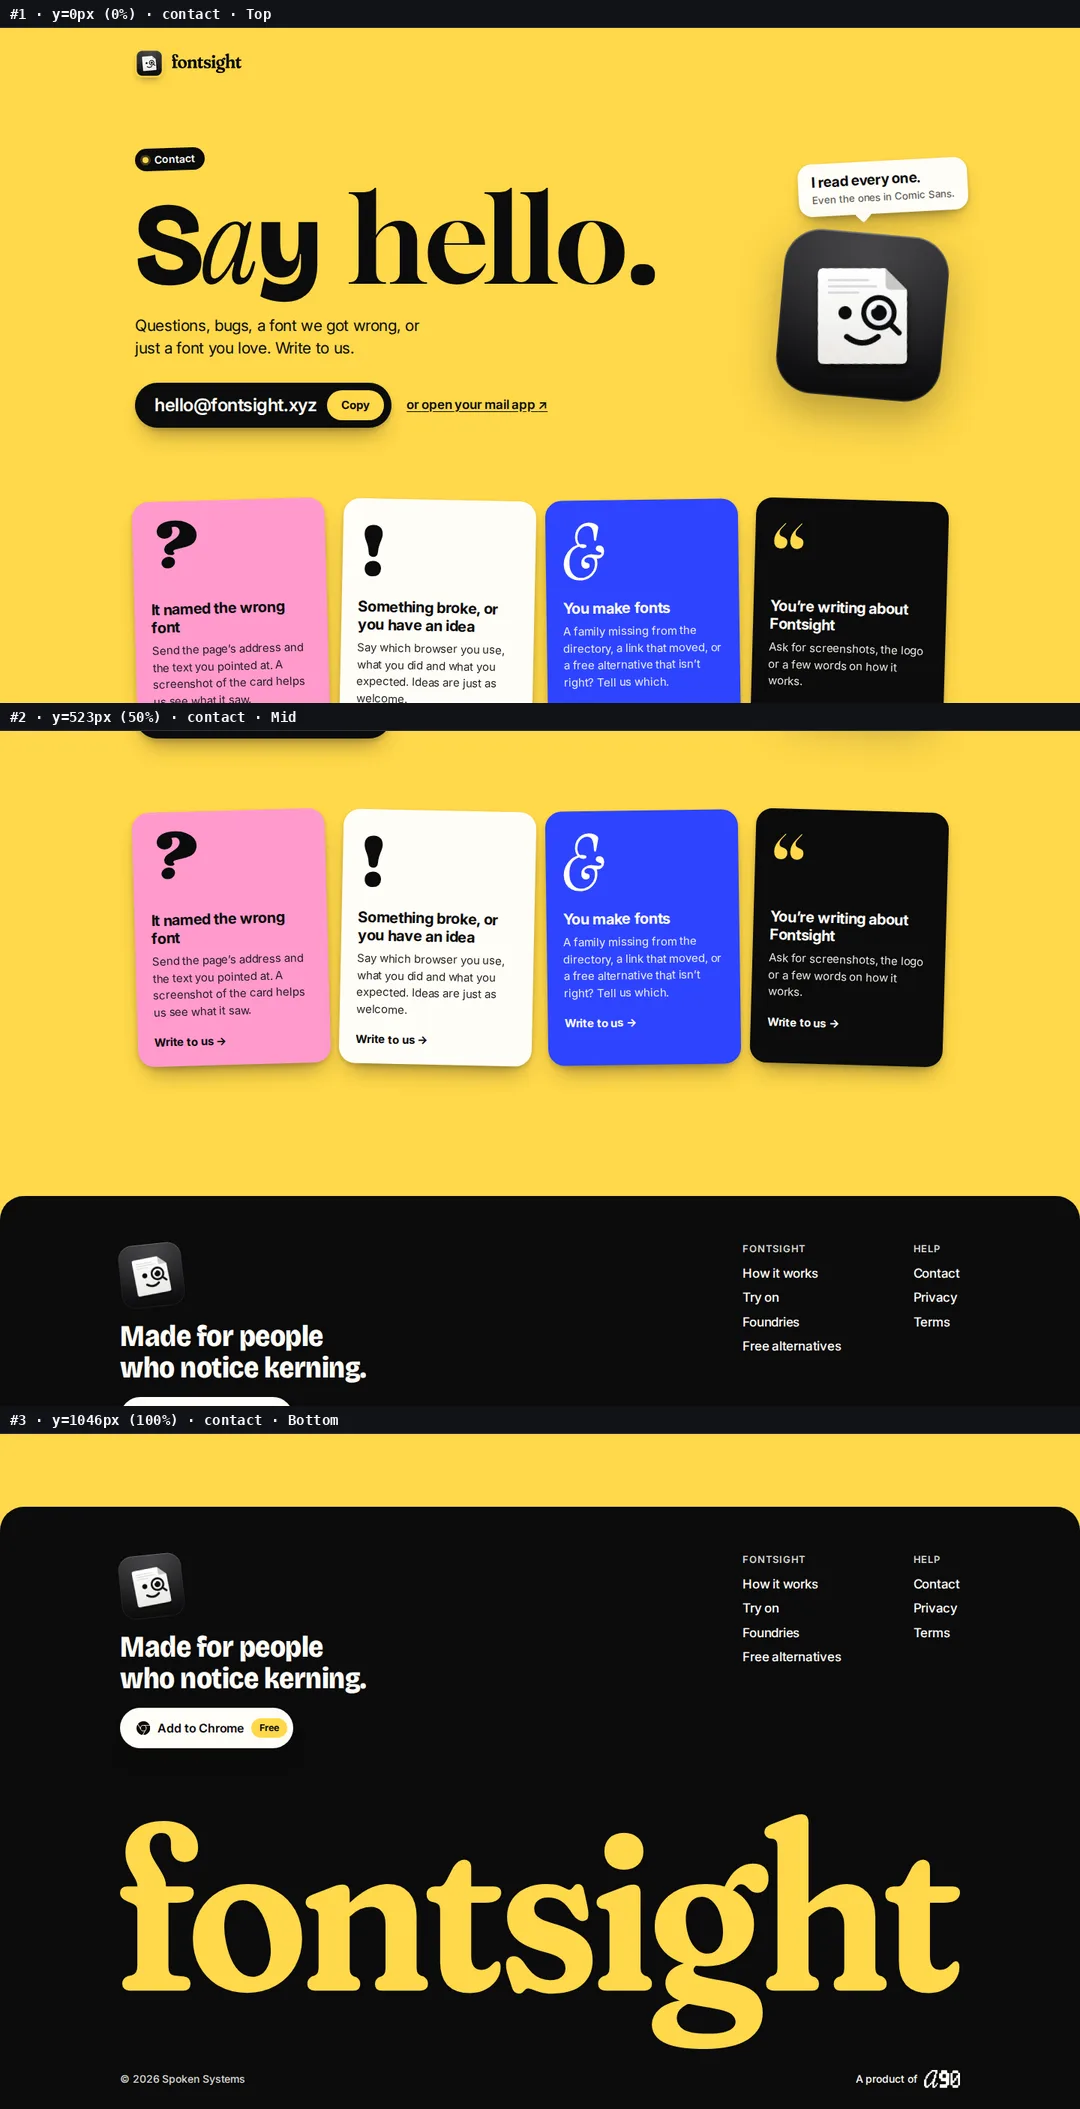 #1 · y=0px (0%) · contact · Top
fontsight
Contact
Say hello.
Questions, bugs, a font we got wrong, or
just a font you love. Write to us.
hello@fontsight.xyz Copy or open your mail app ↗
I read every one.
Even the ones in Comic Sans.
?
It named the wrong
font
Send the page’s address and
the text you pointed at. A
screenshot of the card helps
us see what it saw.
!
Something broke, or
you have an idea
Say which browser you use,
what you did and what you
expected. Ideas are just as
welcome.
&
You make fonts
A family missing from the
directory, a link that moved, or
a free alternative that isn’t
right? Tell us which.
“
You’re writing about
Fontsight
Ask for screenshots, the logo
or a few words on how it
works.
#2 · y=523px (50%) · contact · Mid
?
It named the wrong
font
Send the page’s address and
the text you pointed at. A
screenshot of the card helps
us see what it saw.
Write to us →
!
Something broke, or
you have an idea
Say which browser you use,
what you did and what you
expected. Ideas are just as
welcome.
Write to us →
&
You make fonts
A family missing from the
directory, a link that moved, or
a free alternative that isn’t
right? Tell us which.
Write to us →
“
You’re writing about
Fontsight
Ask for screenshots, the logo
or a few words on how it
works.
Write to us →
Made for people
who notice kerning.
FONTSIGHT
How it works
Try on
Foundries
Free alternatives
HELP
Contact
Privacy
Terms
#3 · y=1046px (100%) · contact · Bottom
Made for people
who notice kerning.
Add to Chrome Free
FONTSIGHT
How it works
Try on
Foundries
Free alternatives
HELP
Contact
Privacy
Terms
fontsight
© 2026 Spoken Systems
A product of a90